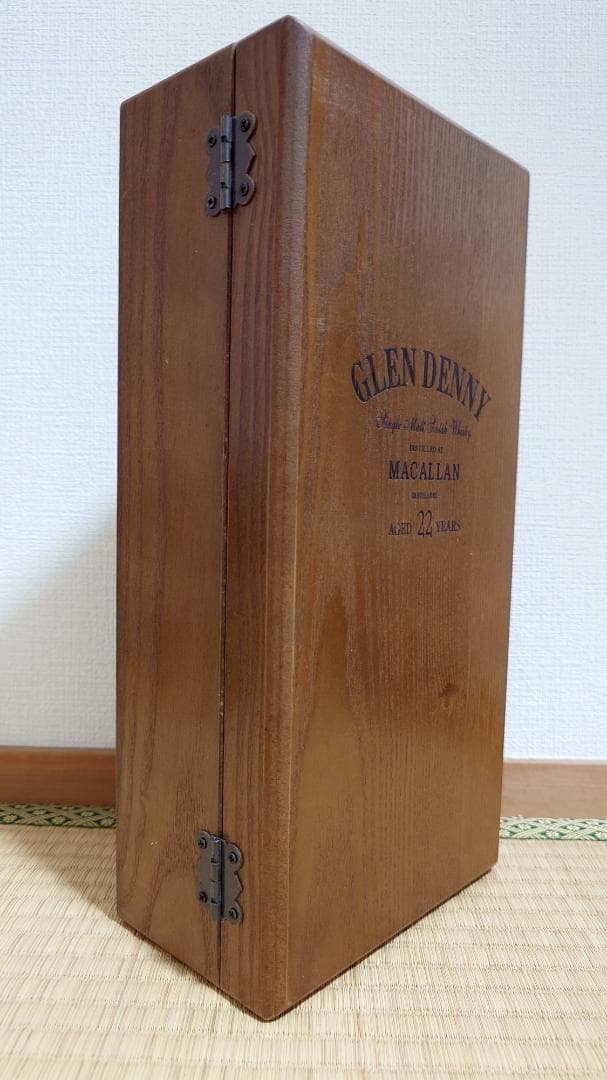 GLEN DENNY
Single Malt Scotch Whisky
DISTILLED AT
MACALLAN
DISTILLERY
AGED 22 YEARS